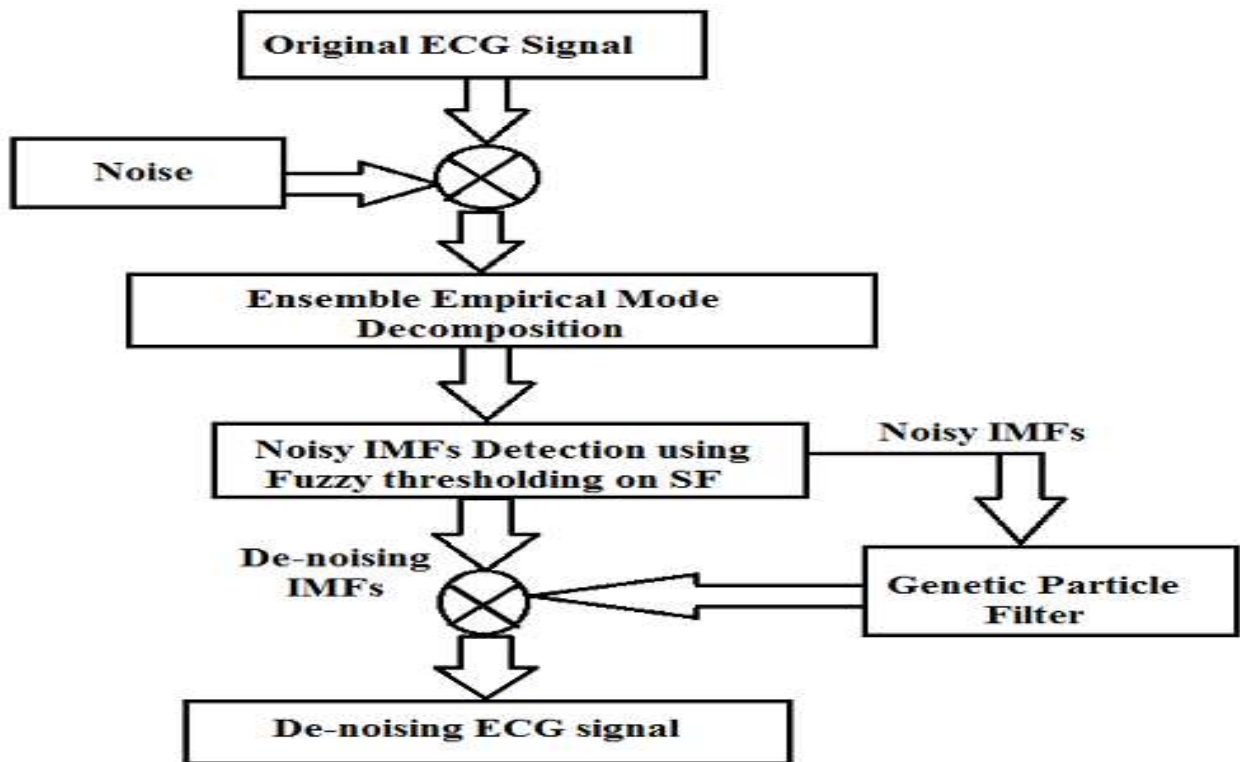 Original ECG Signal
Noise
Ensemble Empirical Mode
Decomposition
Noisy IMFs Detection using
Fuzzy thresholding on SF
Noisy IMFs
De-noising
IMFs
Genetic Particle
Filter
De-noising ECG signal